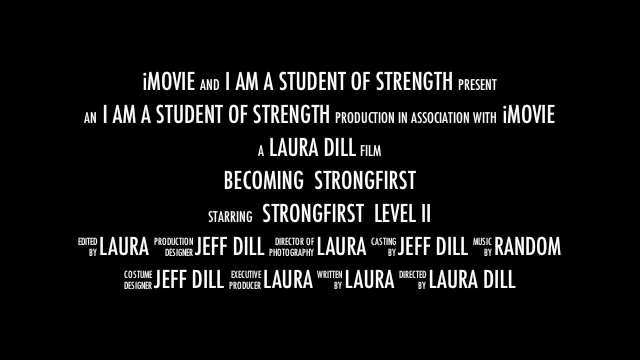 iMOVIE AND I AM A STUDENT OF STRENGTH PRESENT
AN I AM A STUDENT OF STRENGTH PRODUCTION IN ASSOCIATION WITH iMOVIE
A LAURA DILL FILM
BECOMING STRONGFIRST
STARRING STRONGFIRST LEVEL II
EDITED BY LAURA PRODUCTION DESIGNER JEFF DILL DIRECTOR OF PHOTOGRAPHY LAURA CASTING BY JEFF DILL MUSIC BY RANDOM
COSTUME DESIGNER JEFF DILL EXECUTIVE PRODUCER LAURA WRITTEN BY LAURA DIRECTED BY LAURA DILL